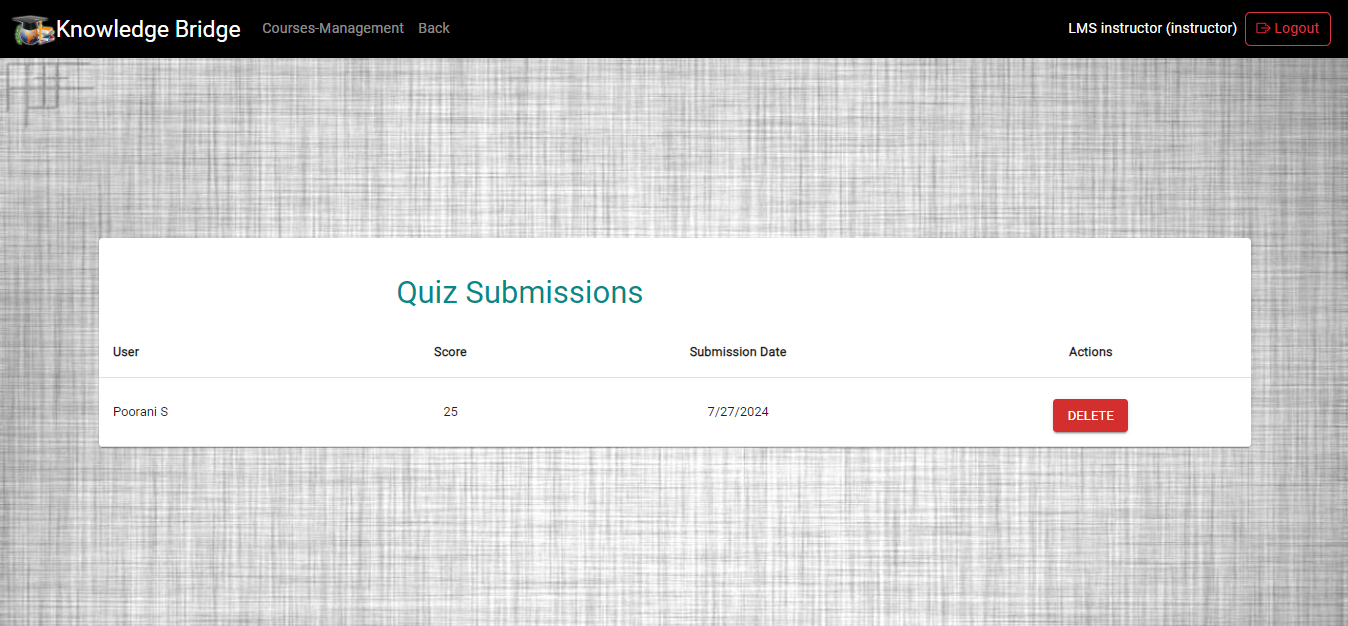 Knowledge Bridge Courses-Management Back LMS instructor (instructor) Logout
Quiz Submissions
User Score Submission Date Actions
Poorani S 25 7/27/2024 DELETE